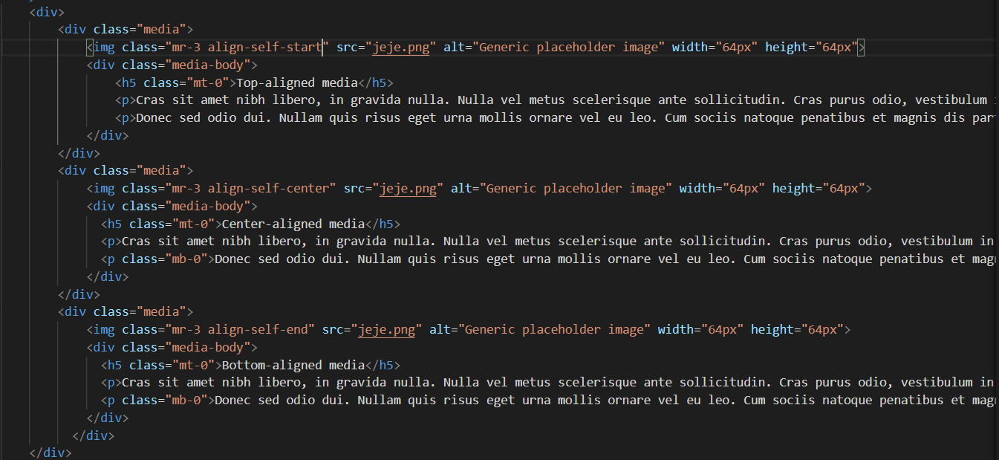 <div>
<div class="media">
<img class="mr-3 align-self-start" src="jeje.png" alt="Generic placeholder image" width="64px" height="64px">
<div class="media-body">
<h5 class="mt-0">Top-aligned media</h5>
<p>Cras sit amet nibh libero, in gravida nulla. Nulla vel metus scelerisque ante sollicitudin. Cras purus odio, vestibulum
<p>Donec sed odio dui. Nullam quis risus eget urna mollis ornare vel eu leo. Cum sociis natoque penatibus et magnis dis par
</div>
</div>
<div class="media">
<img class="mr-3 align-self-center" src="jeje.png" alt="Generic placeholder image" width="64px" height="64px">
<div class="media-body">
<h5 class="mt-0">Center-aligned media</h5>
<p>Cras sit amet nibh libero, in gravida nulla. Nulla vel metus scelerisque ante sollicitudin. Cras purus odio, vestibulum in
<p class="mb-0">Donec sed odio dui. Nullam quis risus eget urna mollis ornare vel eu leo. Cum sociis natoque penatibus et mag
</div>
</div>
<div class="media">
<img class="mr-3 align-self-end" src="jeje.png" alt="Generic placeholder image" width="64px" height="64px">
<div class="media-body">
<h5 class="mt-0">Bottom-aligned media</h5>
<p>Cras sit amet nibh libero, in gravida nulla. Nulla vel metus scelerisque ante sollicitudin. Cras purus odio, vestibulum in
<p class="mb-0">Donec sed odio dui. Nullam quis risus eget urna mollis ornare vel eu leo. Cum sociis natoque penatibus et mag
</div>
</div>
</div>